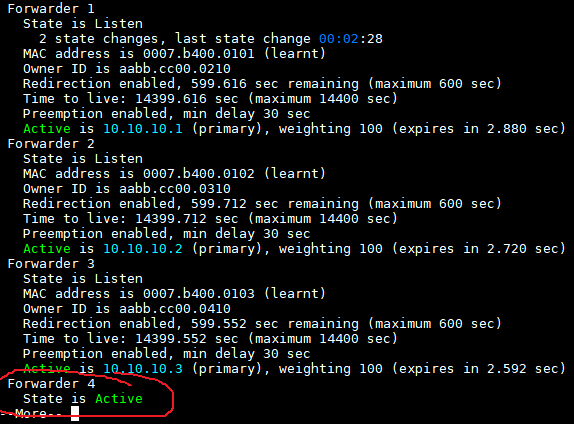 Forwarder 1
State is Listen
2 state changes, last state change 00:02:28
MAC address is 0007.b400.0101 (learnt)
Owner ID is aabb.cc00.0210
Redirection enabled, 599.616 sec remaining (maximum 600 sec)
Time to live: 14399.616 sec (maximum 14400 sec)
Preemption enabled, min delay 30 sec
Active is 10.10.10.1 (primary), weighting 100 (expires in 2.880 sec)
Forwarder 2
State is Listen
MAC address is 0007.b400.0102 (learnt)
Owner ID is aabb.cc00.0310
Redirection enabled, 599.712 sec remaining (maximum 600 sec)
Time to live: 14399.712 sec (maximum 14400 sec)
Preemption enabled, min delay 30 sec
Active is 10.10.10.2 (primary), weighting 100 (expires in 2.720 sec)
Forwarder 3
State is Listen
MAC address is 0007.b400.0103 (learnt)
Owner ID is aabb.cc00.0410
Redirection enabled, 599.552 sec remaining (maximum 600 sec)
Time to live: 14399.552 sec (maximum 14400 sec)
Preemption enabled, min delay 30 sec
Active is 10.10.10.3 (primary), weighting 100 (expires in 2.592 sec)
Forwarder 4
State is Active
--More--